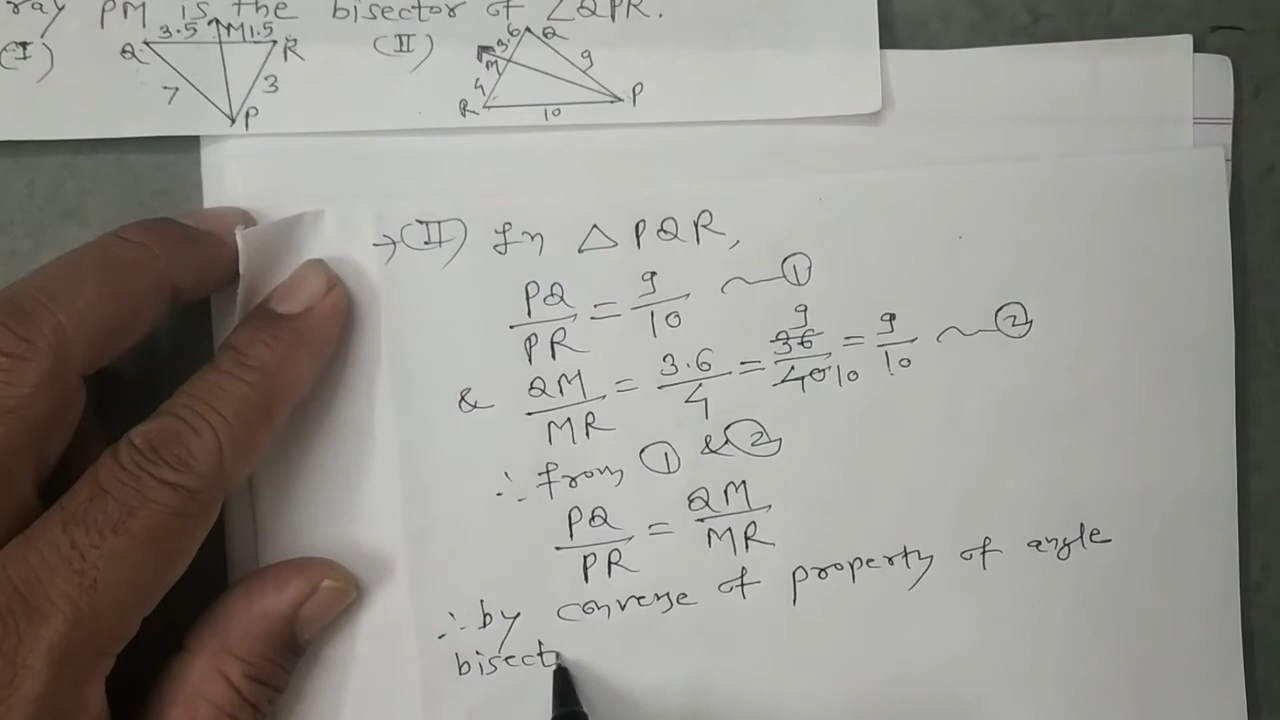 ray PM is the bisector of ∠QPR.
(I) Q 3.5 M 1.5 R 7 3 P
(II) Q 3.6 M 9 4 R 10 P
→(II) In △ PQR,
PQ/PR = 9/10 ~ ①
& QM/MR = 3.6/4 = 36/40 9/10 = 9/10 ~ ②
∴ from ① & ②
PQ/PR = QM/MR
∴ by converse of property of angle
bisect